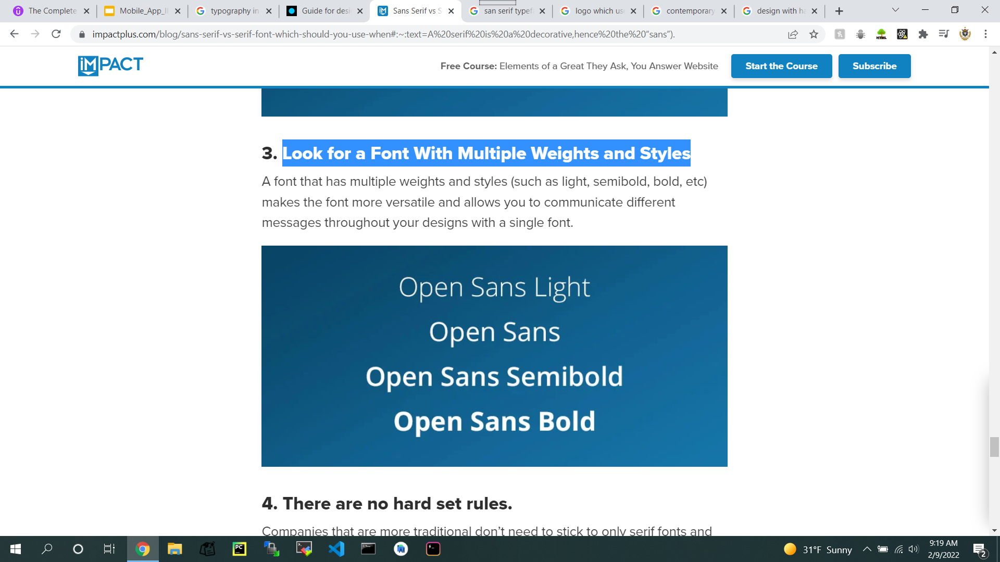 The Complete
Mobile_App_I
typography in
Guide for desi
Sans Serif vs S
san serif typef
logo which us
contemporary
design with ha
impactplus.com/blog/sans-serif-vs-serif-font-which-should-you-use-when#:~:text=A%20serif%20is%20a%20decorative,hence%20the%20“sans”).
HTML
iMPACT
Free Course: Elements of a Great They Ask, You Answer Website
Start the Course
Subscribe
3. Look for a Font With Multiple Weights and Styles
A font that has multiple weights and styles (such as light, semibold, bold, etc)
makes the font more versatile and allows you to communicate different
messages throughout your designs with a single font.
Open Sans Light
Open Sans
Open Sans Semibold
Open Sans Bold
4. There are no hard set rules.
Companies that are more traditional don’t need to stick to only serif fonts and
PC
31°F Sunny
9:19 AM
2/9/2022
2